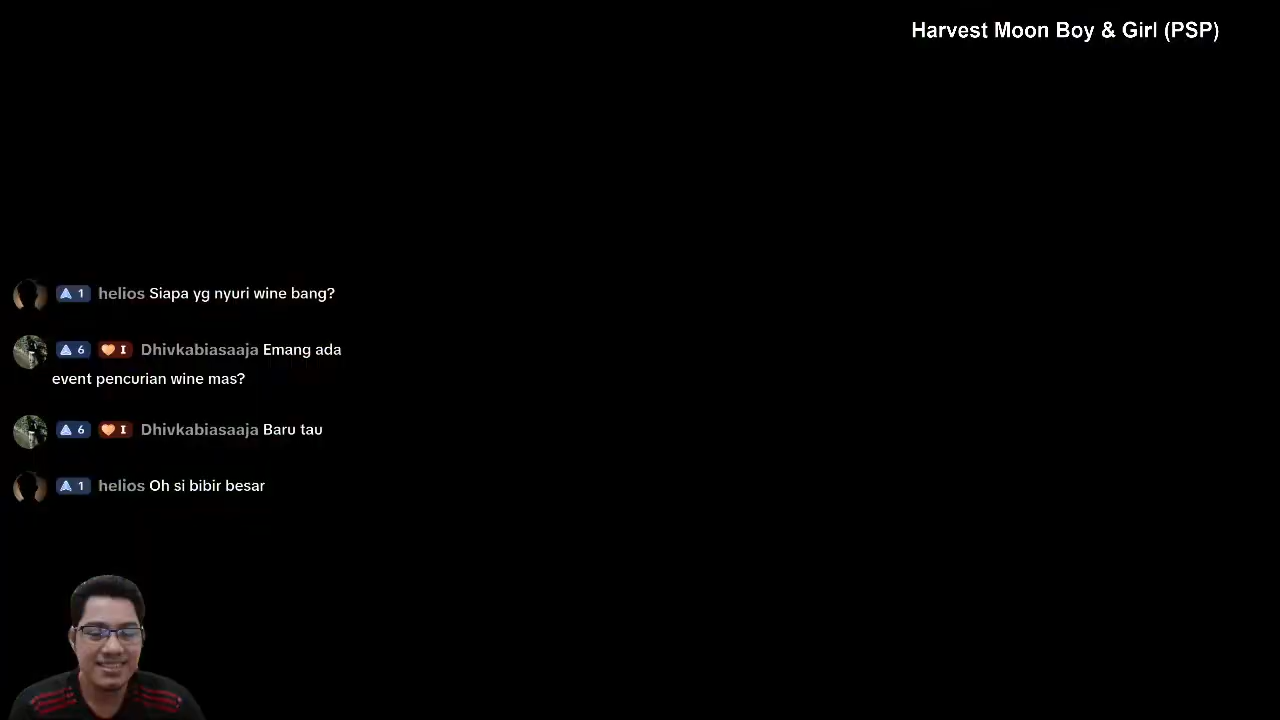 Harvest Moon Boy & Girl (PSP)
1 helios Siapa yg nyuri wine bang?
6 I Dhivkabiasaaja Emang ada
event pencurian wine mas?
6 I Dhivkabiasaaja Baru tau
1 helios Oh si bibir besar